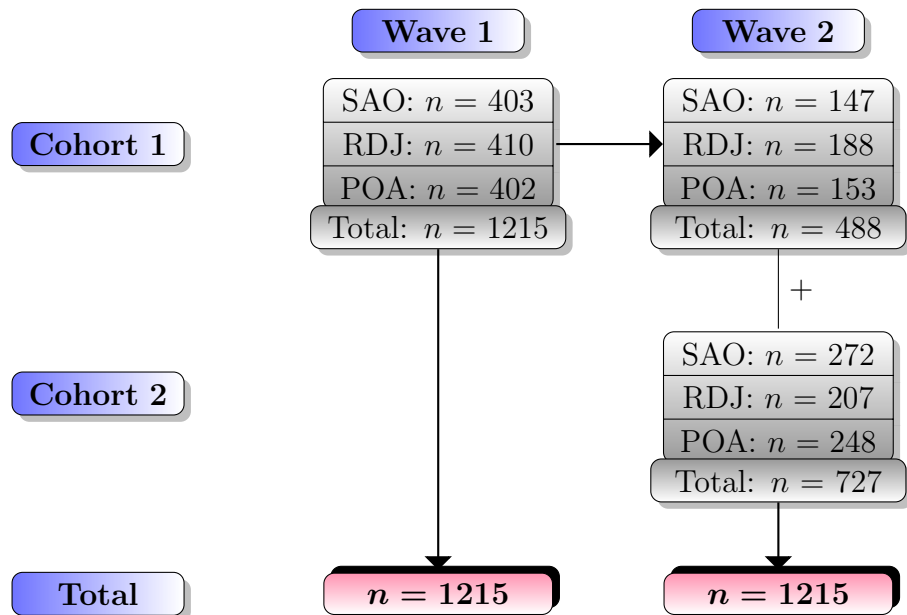 Wave 1
Wave 2
Cohort 1
SAO: n = 403
RDJ: n = 410
POA: n = 402
Total: n = 1215
SAO: n = 147
RDJ: n = 188
POA: n = 153
Total: n = 488
+
Cohort 2
SAO: n = 272
RDJ: n = 207
POA: n = 248
Total: n = 727
Total
n = 1215
n = 1215